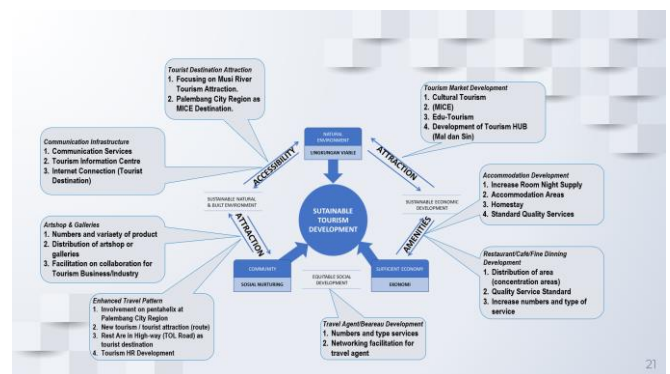 Tourist Destination Attraction
1. Focusing on Musi River
Tourism Attraction.
2. Palembang City Region as
MICE Destination.
Tourism Market Development
1. Cultural Tourism
2. (MICE)
3. Edu-Tourism
4. Development of Tourism HUB
(Mal dan Sin)
Communication Infrastructure
1. Communication Services
2. Tourism Information Centre
3. Internet Connection (Tourist
Destination)
NATURAL
ENVIRONMENT
LINGKUNGAN VIABLE
ACCESSIBILITY
ATTRACTION
Accommodation Development
1. Increase Room Night Supply
2. Accommodation Areas
3. Homestay
4. Standard Quality Services
SUSTAINABLE NATURAL
& BUILT ENVIRONMENT
SUSTAINABLE ECONOMIC
DEVELOPMENT
SUTAINABLE
TOURISM
DEVELOPMENT
Artshop & Galleries
1. Numbers and variaety of product
2. Distribution of artshop or
galleries
3. Facilitation on collaboration for
Tourism Business/Industry
ATTRACTION
AMENITIES
Restaurant/Cafe/Fine Dinning
Development
1. Distribution of area
(concentration areas)
2. Quality Service Standard
3. Increase numbers and type of
service
COMMUNITY
SOCIAL NURTURING
EQUITABLE SOCIAL
DEVELOPMENT
SUFFICIENT ECONOMY
EKONOMI
Enhanced Travel Pattern
1. Involvement on pentahelix at
Palembang City Region
2. New tourism / tourist attraction (route)
3. Rest Are in High-way (TOL Road) as
tourist destination
4. Tourism HR Development
Travel Agent/Beareau Development
1. Numbers and type services
2. Networking facilitation for
travel agent
21